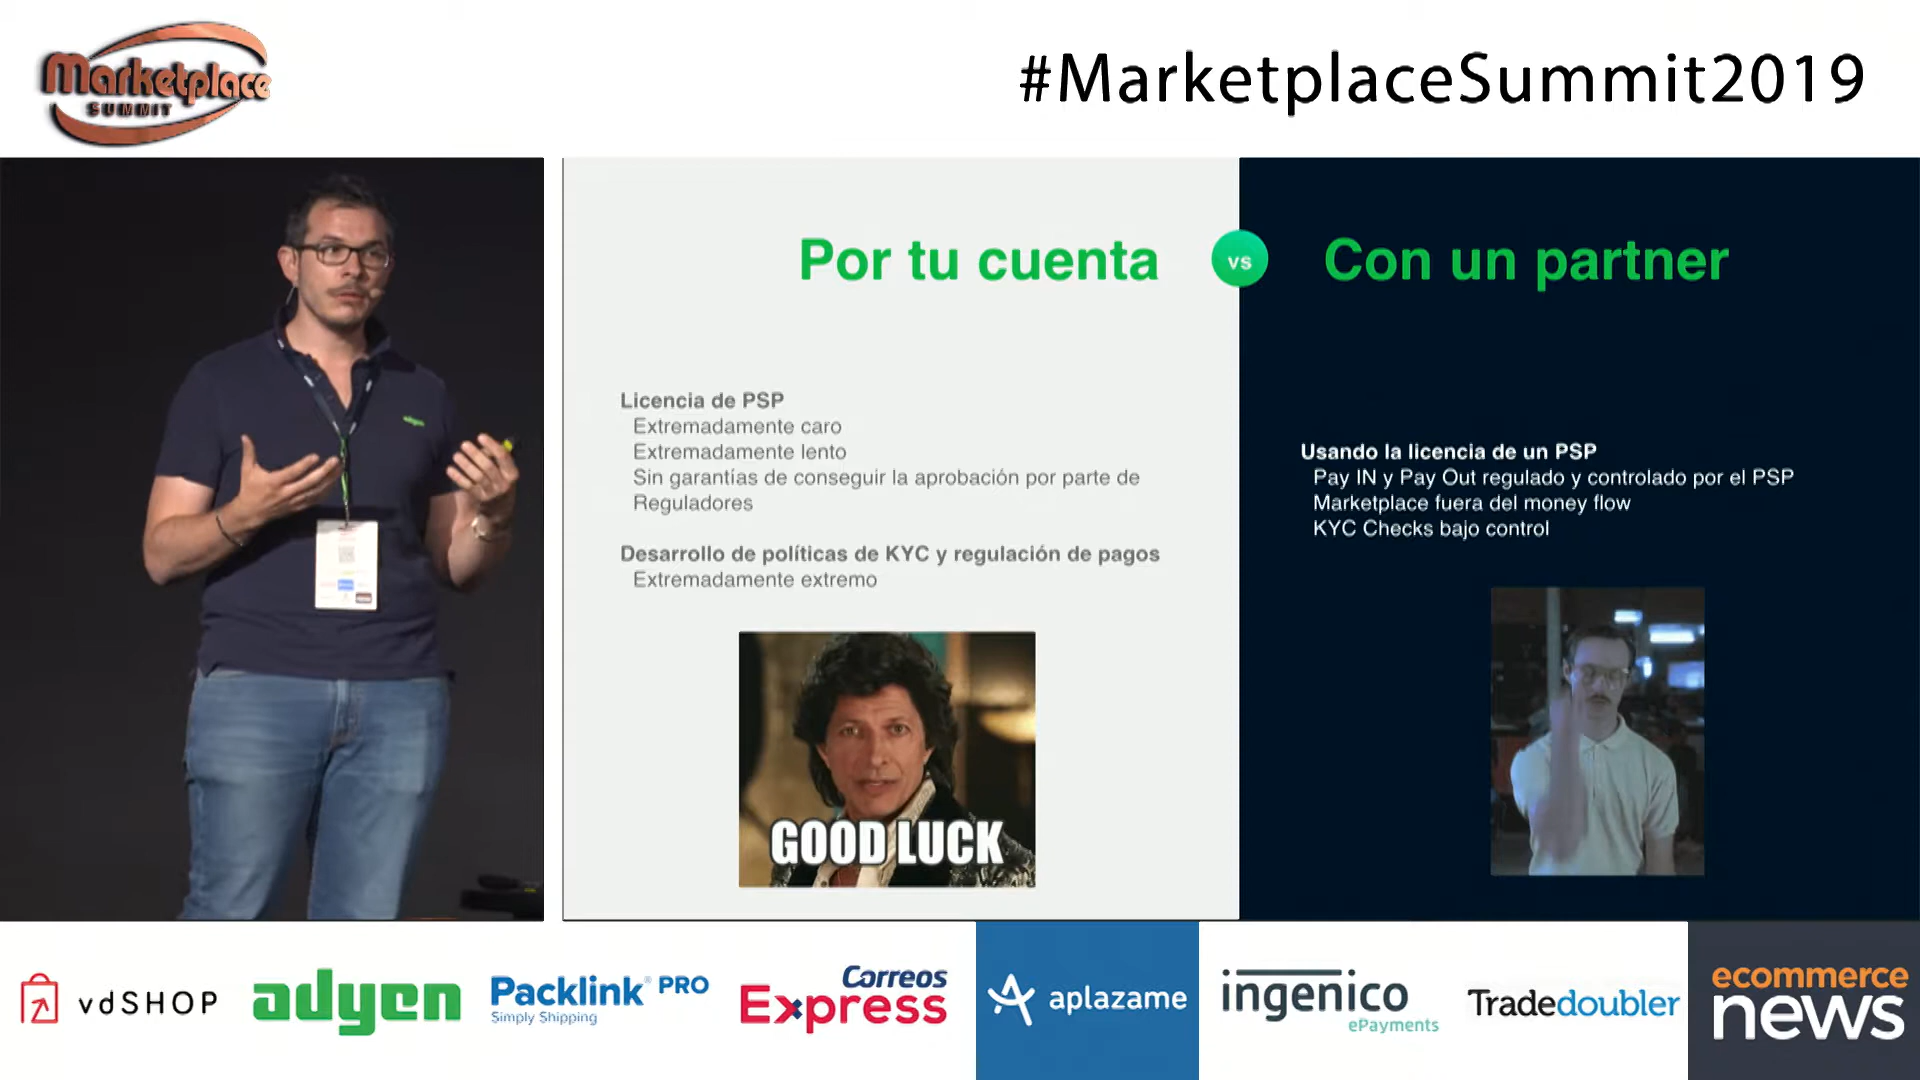 Marketplace
SUMMIT
#MarketplaceSummit2019
adyen
Por tu cuenta
vs
Con un partner
Licencia de PSP
Extremadamente caro
Extremadamente lento
Sin garantías de conseguir la aprobación por parte de
Reguladores
Desarrollo de políticas de KYC y regulación de pagos
Extremadamente extremo
GOOD LUCK
Usando la licencia de un PSP
Pay IN y Pay Out regulado y controlado por el PSP
Marketplace fuera del money flow
KYC Checks bajo control
vdSHOP
adyen
Packlink® PRO
Simply Shipping
Correos
Express
aplazame
ingenico
ePayments
Tradedoubler
ecommerce
news